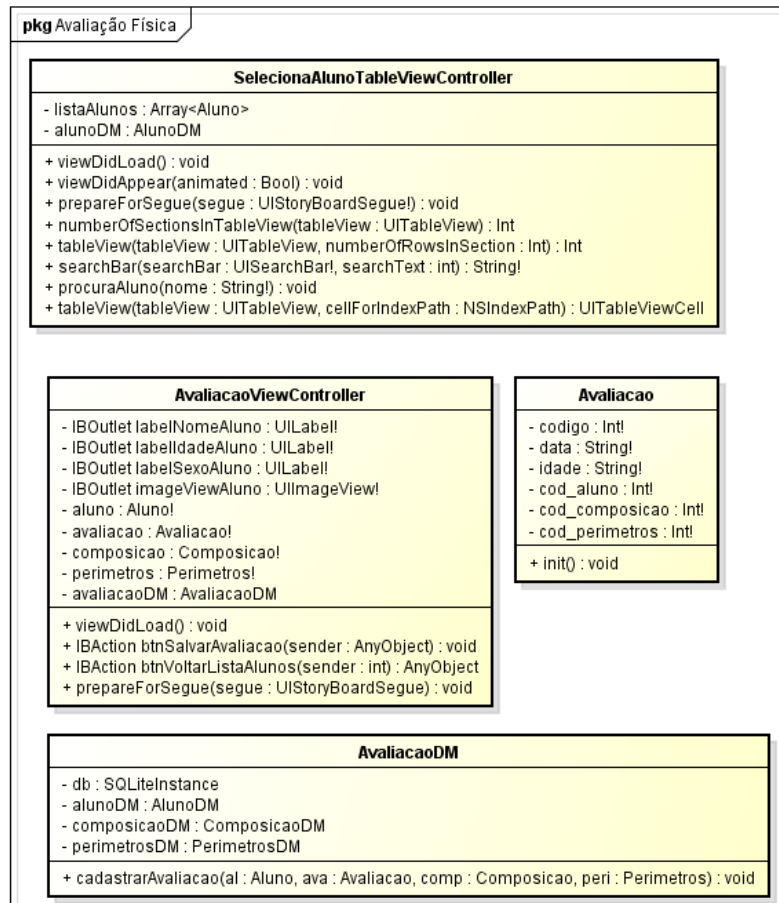 pkg Avaliação Física
SelecionaAlunoTableViewController
- listaAlunos : Array<Aluno>
- alunoDM : AlunoDM
+ viewDidLoad() : void
+ viewDidAppear(animated : Bool) : void
+ prepareForSegue(segue : UIStoryBoardSegue!) : void
+ numberOfSectionsInTableView(tableView : UITableView) : Int
+ tableView(tableView : UITableView, numberOfRowsInSection : Int) : Int
+ searchBar(searchBar : UISearchBar!, searchText : int) : String!
+ procuraAluno(nome : String!) : void
+ tableView(tableView : UITableView, cellForIndexPath : NSIndexPath) : UITableViewCell
AvaliacaoViewController
- IBOutlet labelNomeAluno : UILabel!
- IBOutlet labelIdadeAluno : UILabel!
- IBOutlet labelSexoAluno : UILabel!
- IBOutlet imageViewAluno : UIImageView!
- aluno : Aluno!
- avaliacao : Avaliacao!
- composicao : Composicao!
- perimetros : Perimetros!
- avaliacaoDM : AvaliacaoDM
+ viewDidLoad() : void
+ IBAction btnSalvarAvaliacao(sender : AnyObject) : void
+ IBAction btnVoltarListaAlunos(sender : int) : AnyObject
+ prepareForSegue(segue : UIStoryBoardSegue) : void
Avaliacao
- codigo : Int!
- data : String!
- idade : String!
- cod_aluno : Int!
- cod_composicao : Int!
- cod_perimetros : Int!
+ init() : void
AvaliacaoDM
- db : SQLiteInstance
- alunoDM : AlunoDM
- composicaoDM : ComposicaoDM
- perimetrosDM : PerimetrosDM
+ cadastrarAvaliacao(al : Aluno, ava : Avaliacao, comp : Composicao, peri : Perimetros) : void